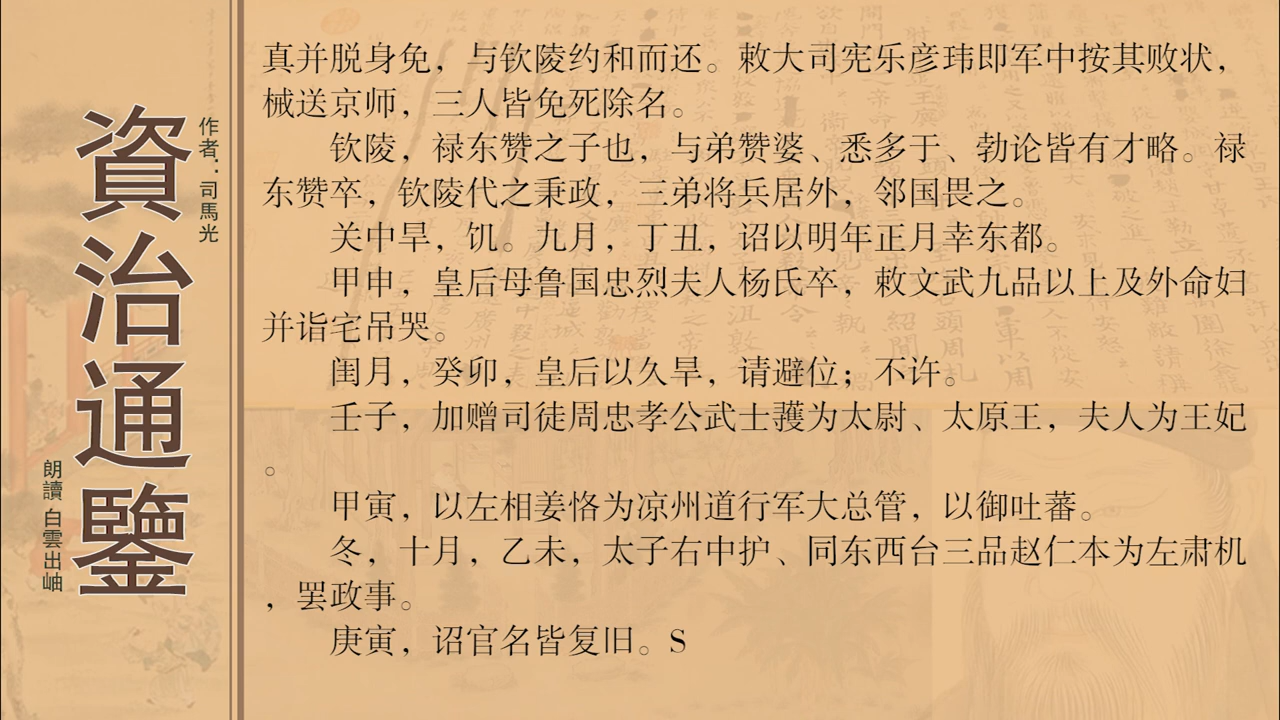 資治通鑒
作者：司馬光
朗讀 白雲出岫
真并脱身免，与钦陵约和而还。敕大司宪乐彦玮即军中按其败状，
械送京师，三人皆免死除名。
钦陵，禄东赞之子也，与弟赞婆、悉多于、勃论皆有才略。禄
东赞卒，钦陵代之秉政，三弟将兵居外，邻国畏之。
关中旱，饥。九月，丁丑，诏以明年正月幸东都。
甲申，皇后母鲁国忠烈夫人杨氏卒，敕文武九品以上及外命妇
并诣宅吊哭。
闰月，癸卯，皇后以久旱，请避位；不许。
壬子，加赠司徒周忠孝公武士彟为太尉、太原王，夫人为王妃
。
甲寅，以左相姜恪为凉州道行军大总管，以御吐蕃。
冬，十月，乙未，太子右中护、同东西台三品赵仁本为左肃机
，罢政事。
庚寅，诏官名皆复旧。S